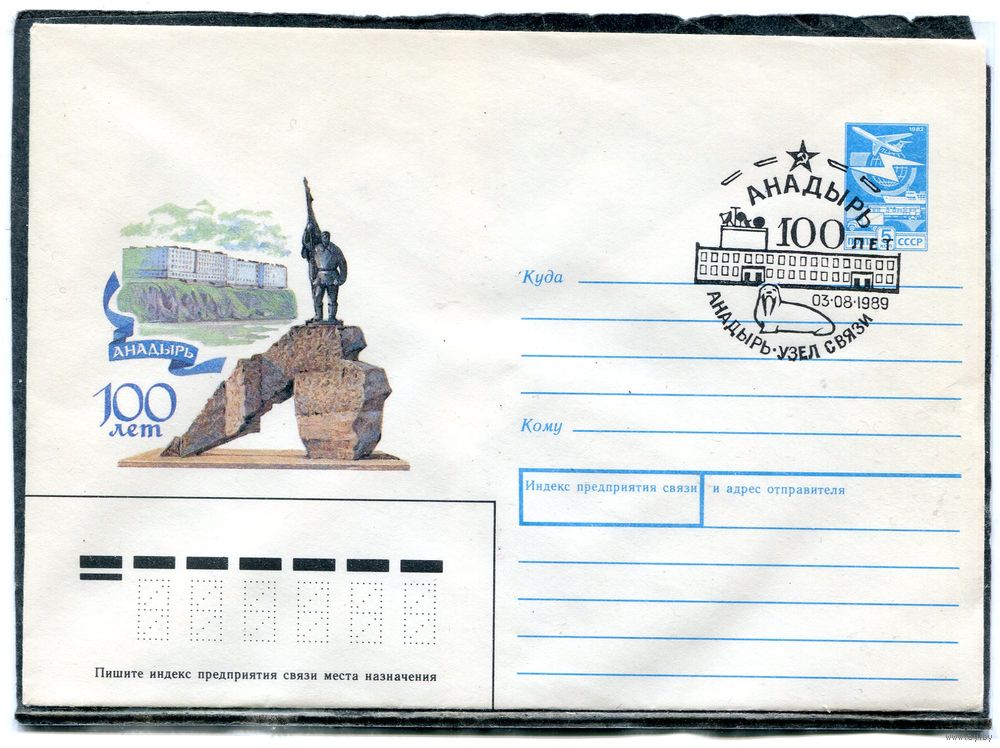 АНАДЫРЬ
100
лет
1982
ПОЧТА
5
СССР
АНАДЫРЬ
100 ЛЕТ
03·08·1989
АНАДЫРЬ·УЗЕЛ СВЯЗИ
Куда
Кому
Индекс предприятия связи и адрес отправителя
Пишите индекс предприятия связи места назначения